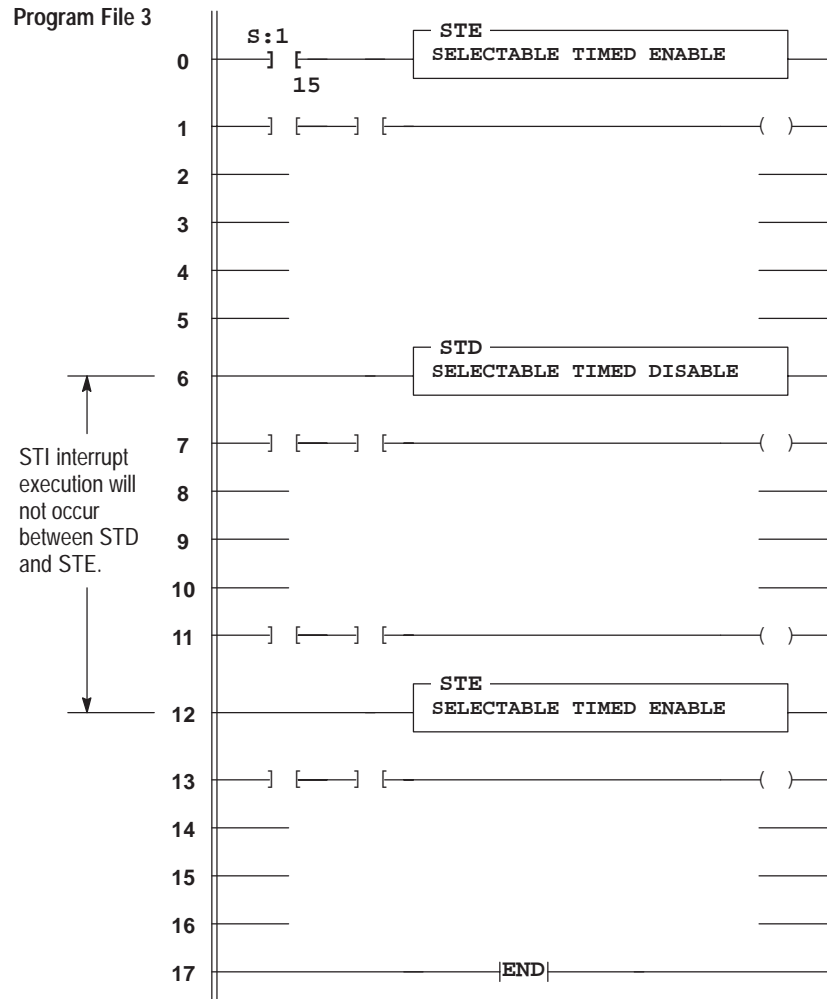 Program File 3
S:1
STE
0
] [
SELECTABLE TIMED ENABLE
15
1
] [ ] [ ( )
2
3
4
5
STD
6
SELECTABLE TIMED DISABLE
7
] [ ] [ ( )
STI interrupt
execution will
not occur
between STD
and STE.
8
9
10
11
] [ ] [ ( )
STE
12
SELECTABLE TIMED ENABLE
13
] [ ] [ ( )
14
15
16
17
|END|